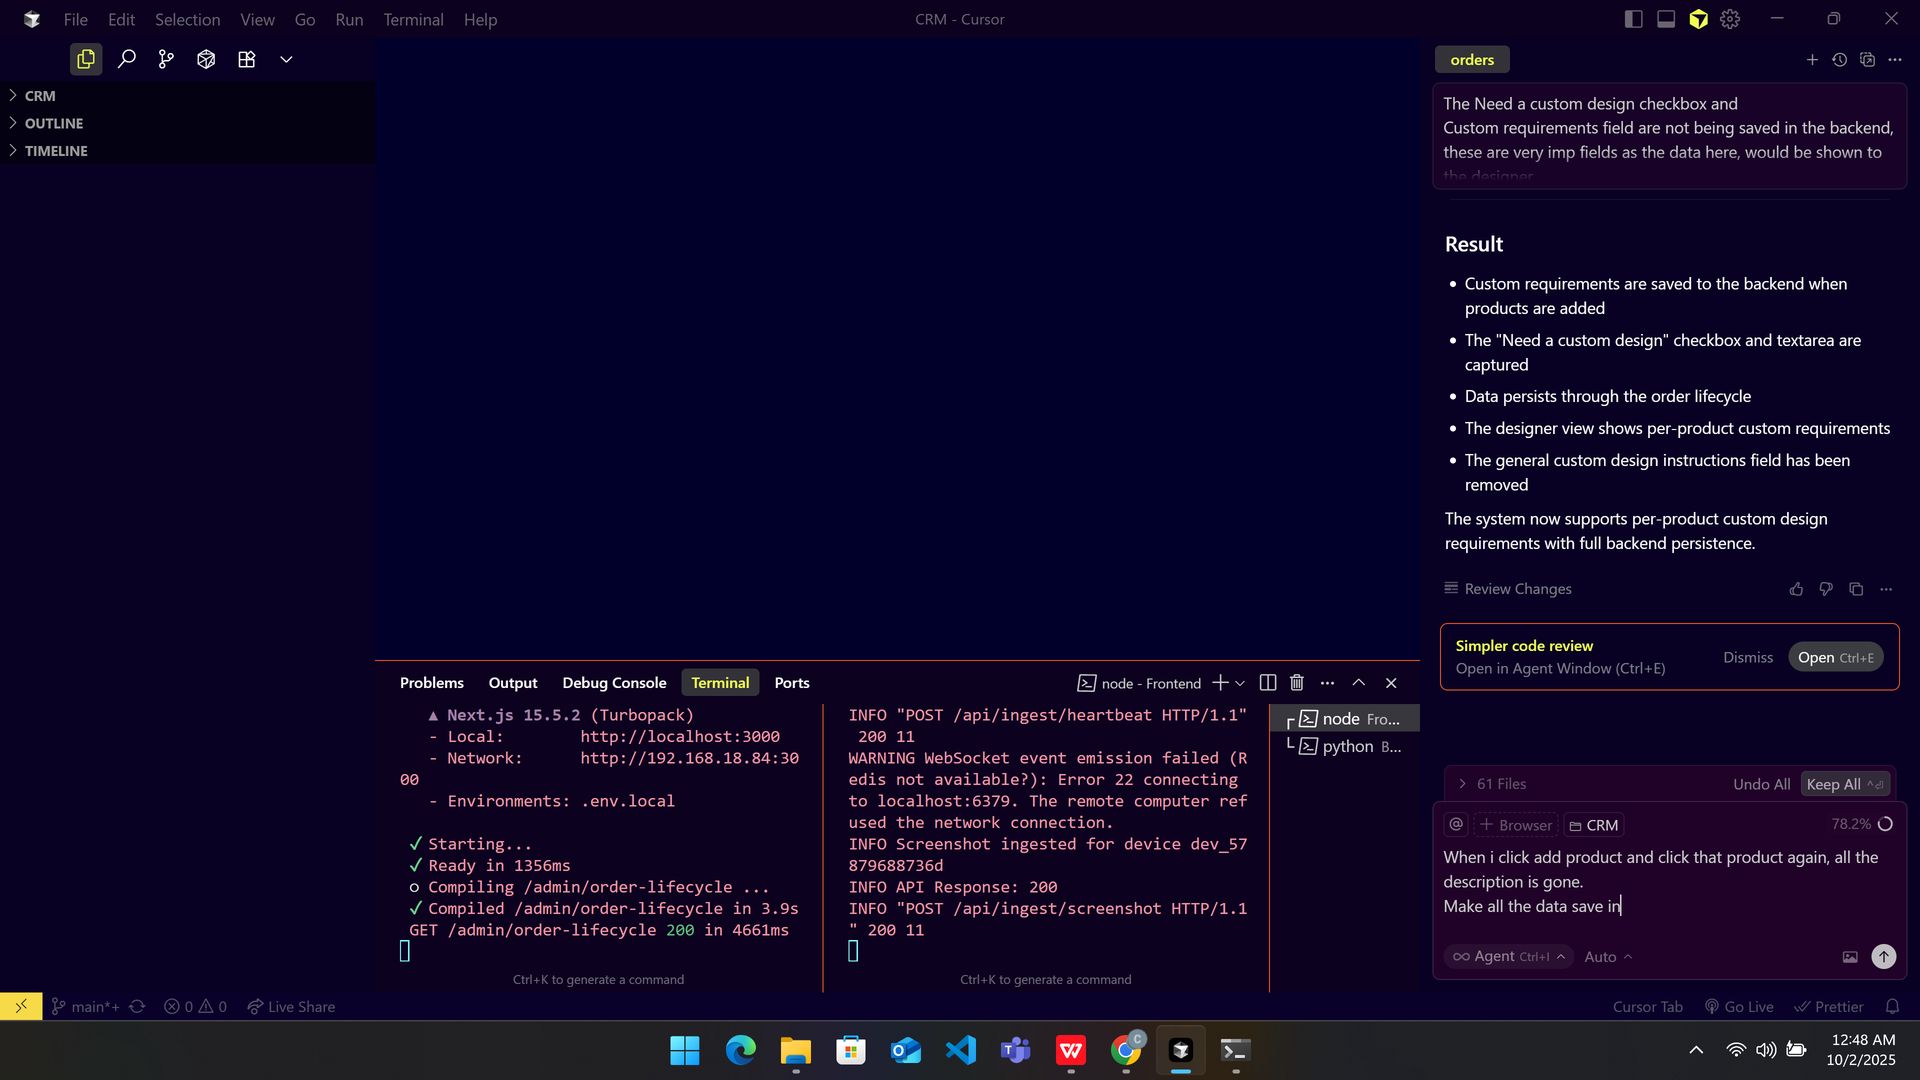 File Edit Selection View Go Run Terminal Help
CRM - Cursor
CRM
OUTLINE
TIMELINE
orders
The Need a custom design checkbox and
Custom requirements field are not being saved in the backend,
these are very imp fields as the data here, would be shown to
the designer
Result
Custom requirements are saved to the backend when
products are added
The "Need a custom design" checkbox and textarea are
captured
Data persists through the order lifecycle
The designer view shows per-product custom requirements
The general custom design instructions field has been
removed
The system now supports per-product custom design
requirements with full backend persistence.
Review Changes
Simpler code review
Open in Agent Window (Ctrl+E)
Dismiss
Open Ctrl+E
61 Files
Undo All
Keep All
@
+ Browser
CRM
78.2%
When i click add product and click that product again, all the
description is gone.
Make all the data save in
Agent Ctrl+I
Auto
Problems Output Debug Console Terminal Ports
node - Frontend
▲ Next.js 15.5.2 (Turbopack)
- Local: http://localhost:3000
- Network: http://192.168.18.84:30
00
- Environments: .env.local
✓ Starting...
✓ Ready in 1356ms
○ Compiling /admin/order-lifecycle ...
✓ Compiled /admin/order-lifecycle in 3.9s
GET /admin/order-lifecycle 200 in 4661ms
Ctrl+K to generate a command
INFO "POST /api/ingest/heartbeat HTTP/1.1"
200 11
WARNING WebSocket event emission failed (R
edis not available?): Error 22 connecting
to localhost:6379. The remote computer ref
used the network connection.
INFO Screenshot ingested for device dev_57
879688736d
INFO API Response: 200
INFO "POST /api/ingest/screenshot HTTP/1.1
" 200 11
Ctrl+K to generate a command
node Fro...
python B...
main*+
0
0
Live Share
Cursor Tab
Go Live
Prettier
12:48 AM
10/2/2025